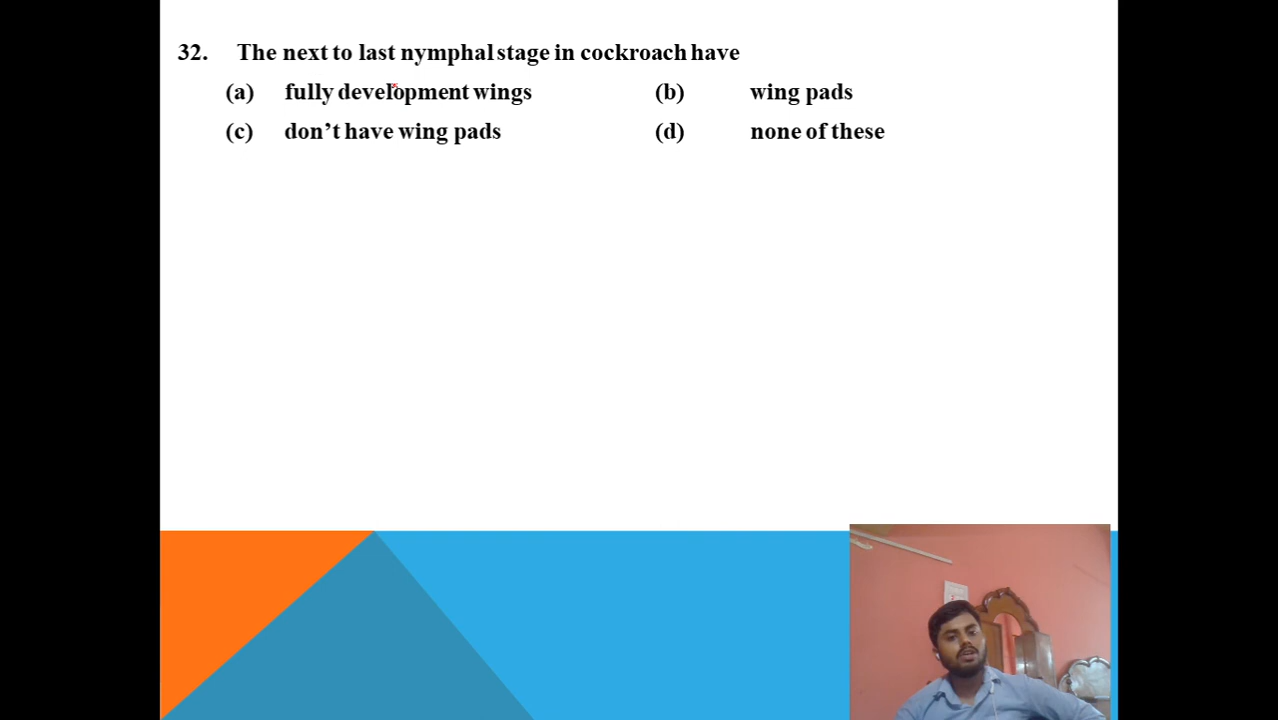 32. The next to last nymphal stage in cockroach have
(a) fully development wings (b) wing pads
(c) don't have wing pads (d) none of these